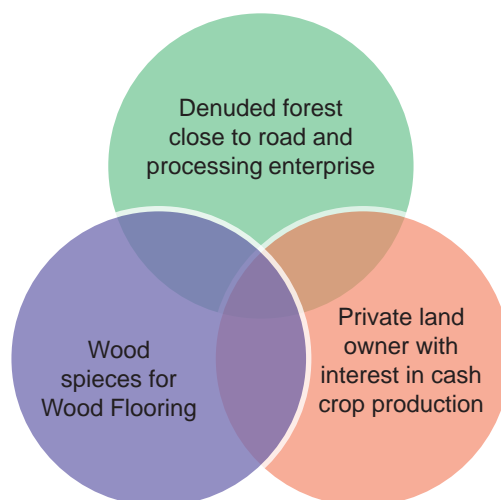 Denuded forest
close to road and
processing enterprise
Wood
spieces for
Wood Flooring
Private land
owner with
interest in cash
crop production